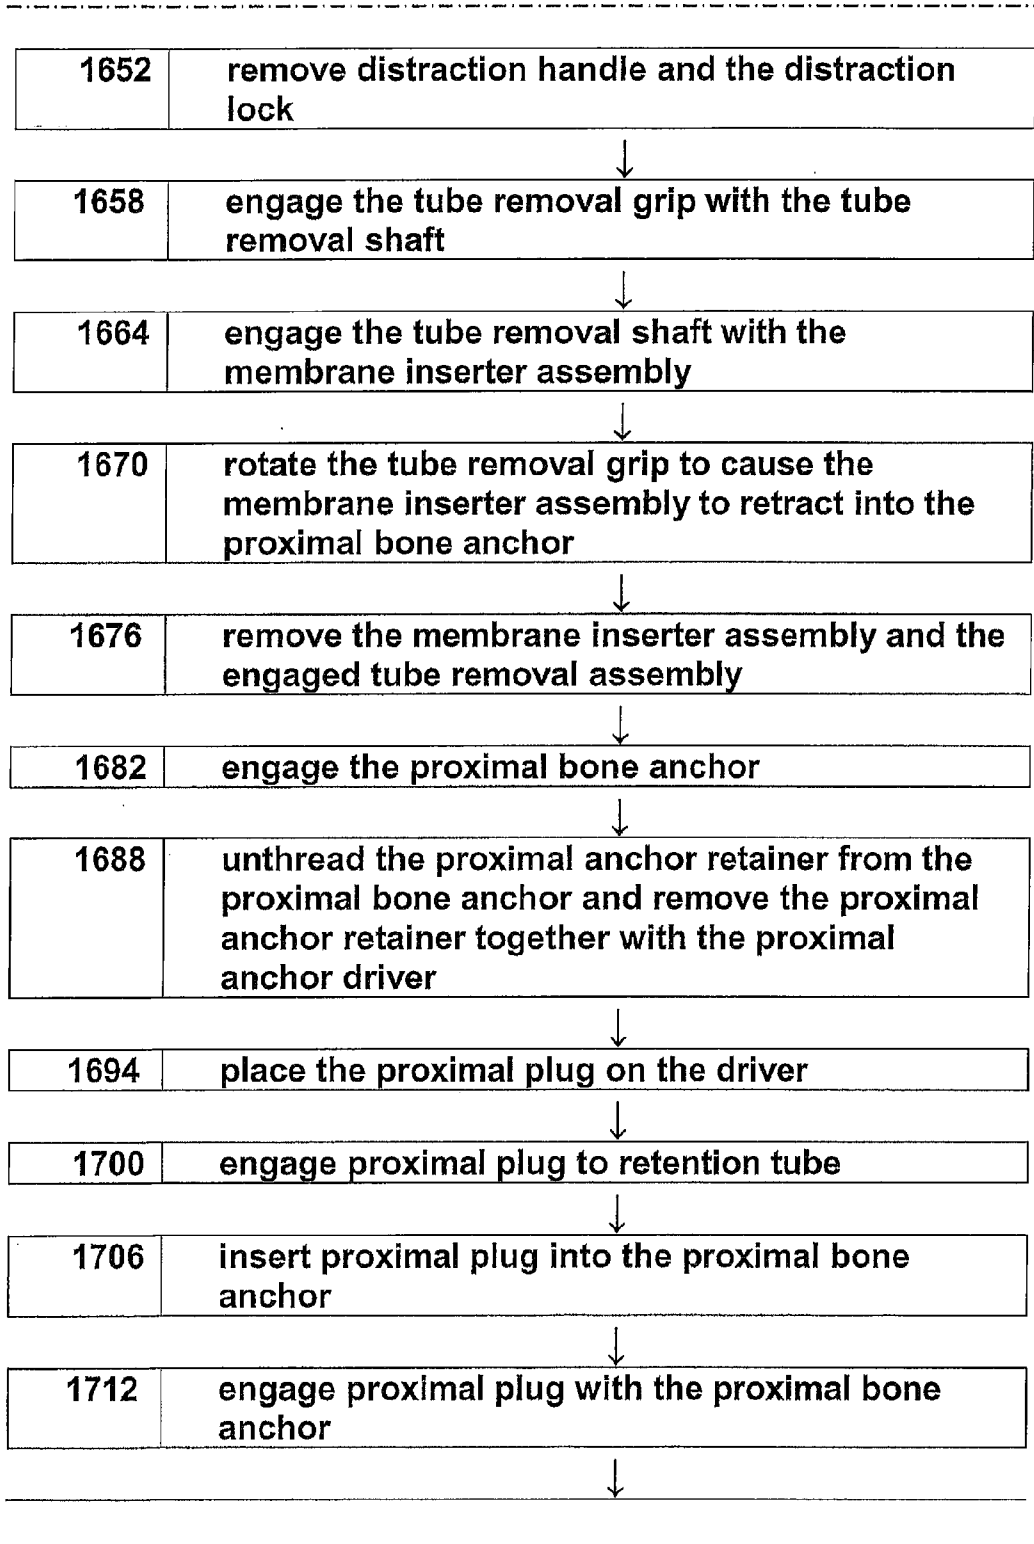 1652 remove distraction handle and the distraction
lock
1658 engage the tube removal grip with the tube
removal shaft
1664 engage the tube removal shaft with the
membrane inserter assembly
1670 rotate the tube removal grip to cause the
membrane inserter assembly to retract into the
proximal bone anchor
1676 remove the membrane inserter assembly and the
engaged tube removal assembly
1682 engage the proximal bone anchor
1688 unthread the proximal anchor retainer from the
proximal bone anchor and remove the proximal
anchor retainer together with the proximal
anchor driver
1694 place the proximal plug on the driver
1700 engage proximal plug to retention tube
1706 insert proximal plug into the proximal bone
anchor
1712 engage proximal plug with the proximal bone
anchor